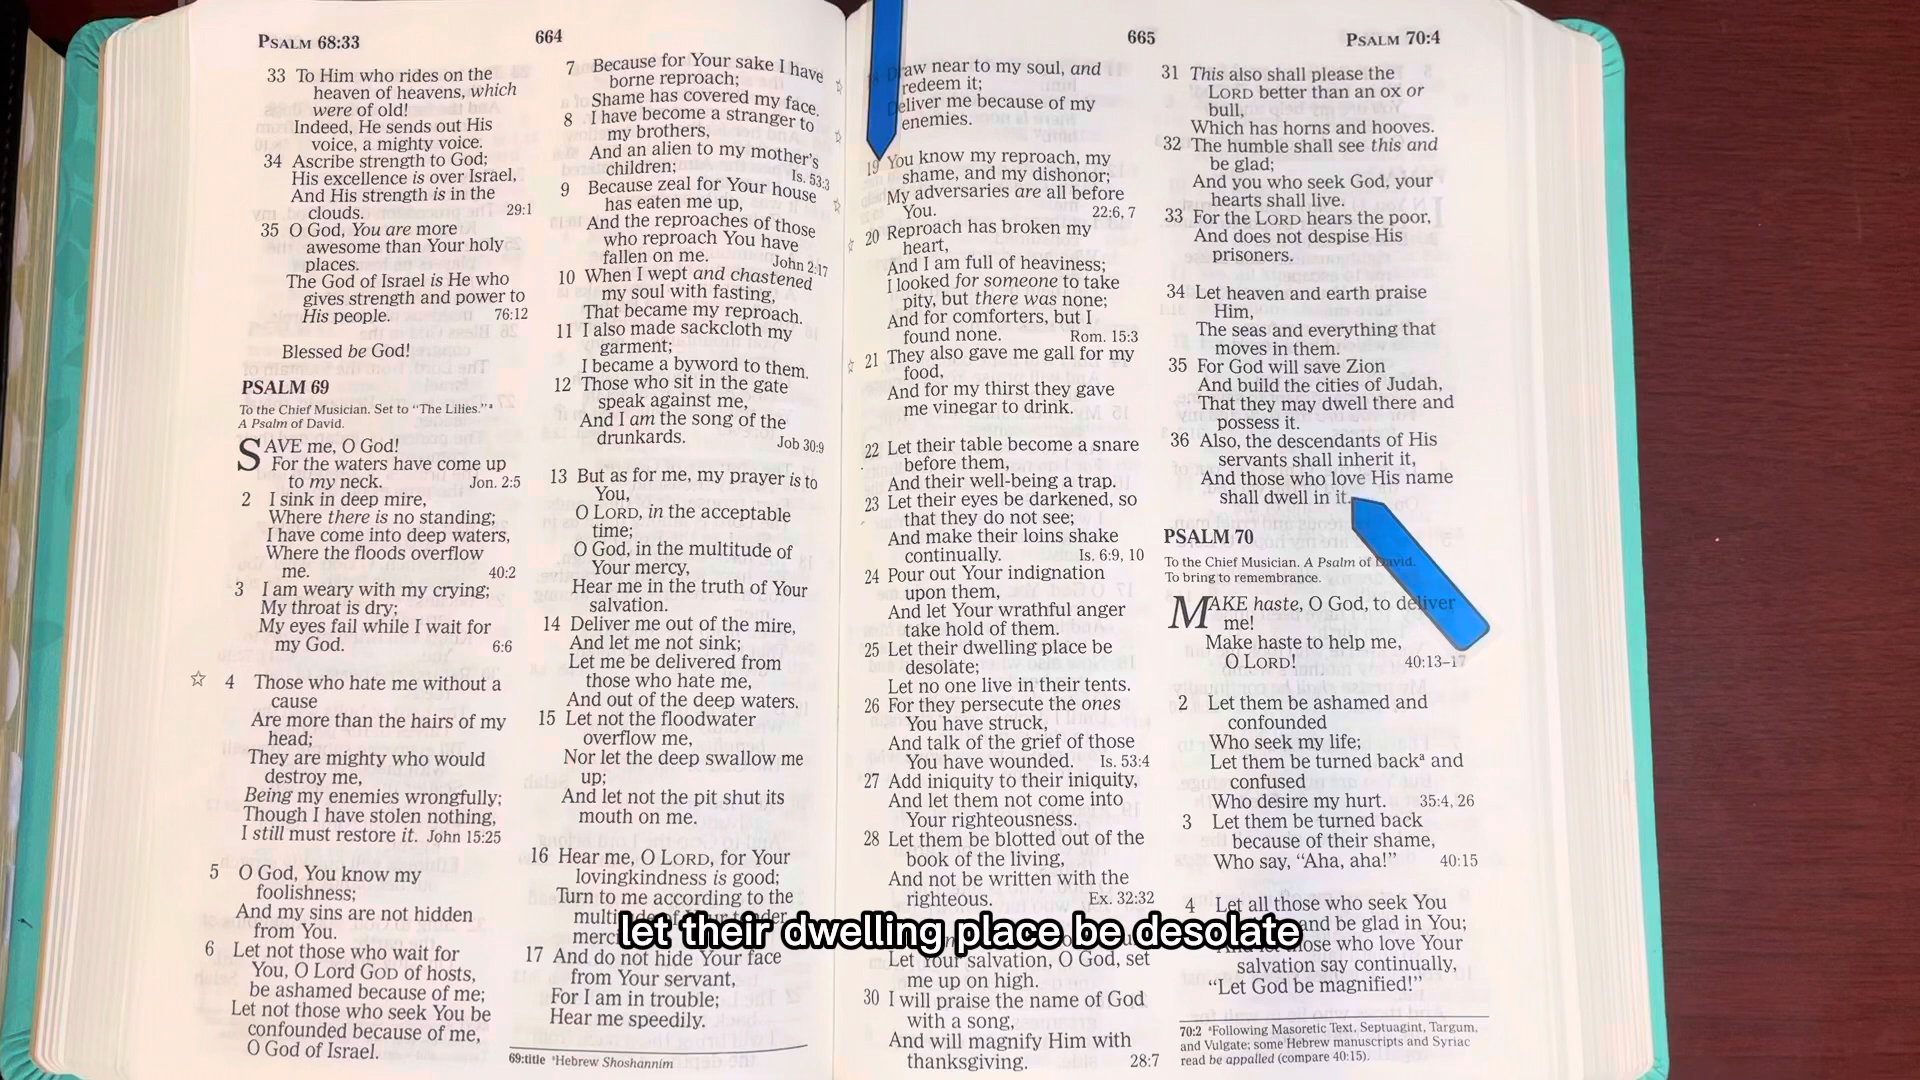 PSALM 68:33
664
33 To Him who rides on the
heaven of heavens, which
were of old!
Indeed, He sends out His
voice, a mighty voice.
34 Ascribe strength to God;
His excellence is over Israel,
And His strength is in the
clouds. 29:1
35 O God, You are more
awesome than Your holy
places.
The God of Israel is He who
gives strength and power to
His people. 76:12
Blessed be God!
PSALM 69
To the Chief Musician. Set to “The Lilies.”ᵃ
A Psalm of David.
SAVE me, O God!
For the waters have come up
to my neck. Jon. 2:5
2 I sink in deep mire,
Where there is no standing;
I have come into deep waters,
Where the floods overflow
me. 40:2
3 I am weary with my crying;
My throat is dry;
My eyes fail while I wait for
my God. 6:6
☆ 4 Those who hate me without a
cause
Are more than the hairs of my
head;
They are mighty who would
destroy me,
Being my enemies wrongfully;
Though I have stolen nothing,
I still must restore it. John 15:25
5 O God, You know my
foolishness;
And my sins are not hidden
from You.
6 Let not those who wait for
You, O Lord GOD of hosts,
be ashamed because of me;
Let not those who seek You be
confounded because of me,
O God of Israel.
7 Because for Your sake I have
borne reproach;
Shame has covered my face.
8 I have become a stranger to
my brothers,
And an alien to my mother’s
children; Is. 53:3
9 Because zeal for Your house
has eaten me up,
And the reproaches of those
who reproach You have
fallen on me. John 2:17
10 When I wept and chastened
my soul with fasting,
That became my reproach.
11 I also made sackcloth my
garment;
I became a byword to them.
12 Those who sit in the gate
speak against me,
And I am the song of the
drunkards. Job 30:9
13 But as for me, my prayer is to
You,
O LORD, in the acceptable
time;
O God, in the multitude of
Your mercy,
Hear me in the truth of Your
salvation.
14 Deliver me out of the mire,
And let me not sink;
Let me be delivered from
those who hate me,
And out of the deep waters.
15 Let not the floodwater
overflow me,
Nor let the deep swallow me
up;
And let not the pit shut its
mouth on me.
16 Hear me, O LORD, for Your
lovingkindness is good;
Turn to me according to the
17 And do not hide Your face
from Your servant,
For I am in trouble;
Hear me speedily.
69:title ᵃHebrew Shoshannim
665
PSALM 70:4
Draw near to my soul, and
redeem it;
Deliver me because of my
enemies.
19 You know my reproach, my
shame, and my dishonor;
My adversaries are all before
You. 22:6, 7
☆ 20 Reproach has broken my
heart,
And I am full of heaviness;
I looked for someone to take
pity, but there was none;
And for comforters, but I
found none. Rom. 15:3
☆ 21 They also gave me gall for my
food,
And for my thirst they gave
me vinegar to drink.
22 Let their table become a snare
before them,
And their well-being a trap.
23 Let their eyes be darkened, so
that they do not see;
And make their loins shake
continually. Is. 6:9, 10
24 Pour out Your indignation
upon them,
And let Your wrathful anger
take hold of them.
25 Let their dwelling place be
desolate;
Let no one live in their tents.
26 For they persecute the ones
You have struck,
And talk of the grief of those
You have wounded. Is. 53:4
27 Add iniquity to their iniquity,
And let them not come into
Your righteousness.
28 Let them be blotted out of the
book of the living,
And not be written with the
righteous. Ex. 32:32
Let Your salvation, O God, set
me up on high.
30 I will praise the name of God
with a song,
And will magnify Him with
thanksgiving. 28:7
31 This also shall please the
LORD better than an ox or
bull,
Which has horns and hooves.
32 The humble shall see this and
be glad;
And you who seek God, your
hearts shall live.
33 For the LORD hears the poor,
And does not despise His
prisoners.
34 Let heaven and earth praise
Him,
The seas and everything that
moves in them.
35 For God will save Zion
And build the cities of Judah,
That they may dwell there and
possess it.
36 Also, the descendants of His
servants shall inherit it,
And those who love His name
shall dwell in it.
PSALM 70
To the Chief Musician. A Psalm of David.
To bring to remembrance.
MAKE haste, O God, to deliver
me!
Make haste to help me,
O LORD! 40:13–17
2 Let them be ashamed and
confounded
Who seek my life;
Let them be turned backᵃ and
confused
Who desire my hurt. 35:4, 26
3 Let them be turned back
because of their shame,
Who say, “Aha, aha!” 40:15
4 Let all those who seek You
and be glad in You;
those who love Your
salvation say continually,
“Let God be magnified!”
70:2 ᵃFollowing Masoretic Text, Septuagint, Targum,
and Vulgate; some Hebrew manuscripts and Syriac
read be appalled (compare 40:15).
let their dwelling place be desolate